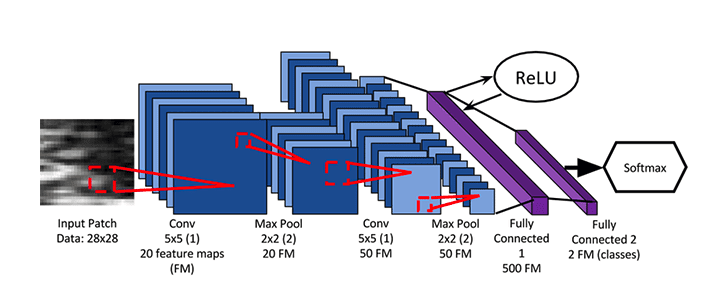 ReLU
Softmax
Input Patch
Data: 28x28
Conv
5x5 (1)
20 feature maps
(FM)
Max Pool
2x2 (2)
20 FM
Conv
5x5 (1)
50 FM
Max Pool
2x2 (2)
50 FM
Fully
Connected
1
500 FM
Fully
Connected 2
2 FM (classes)